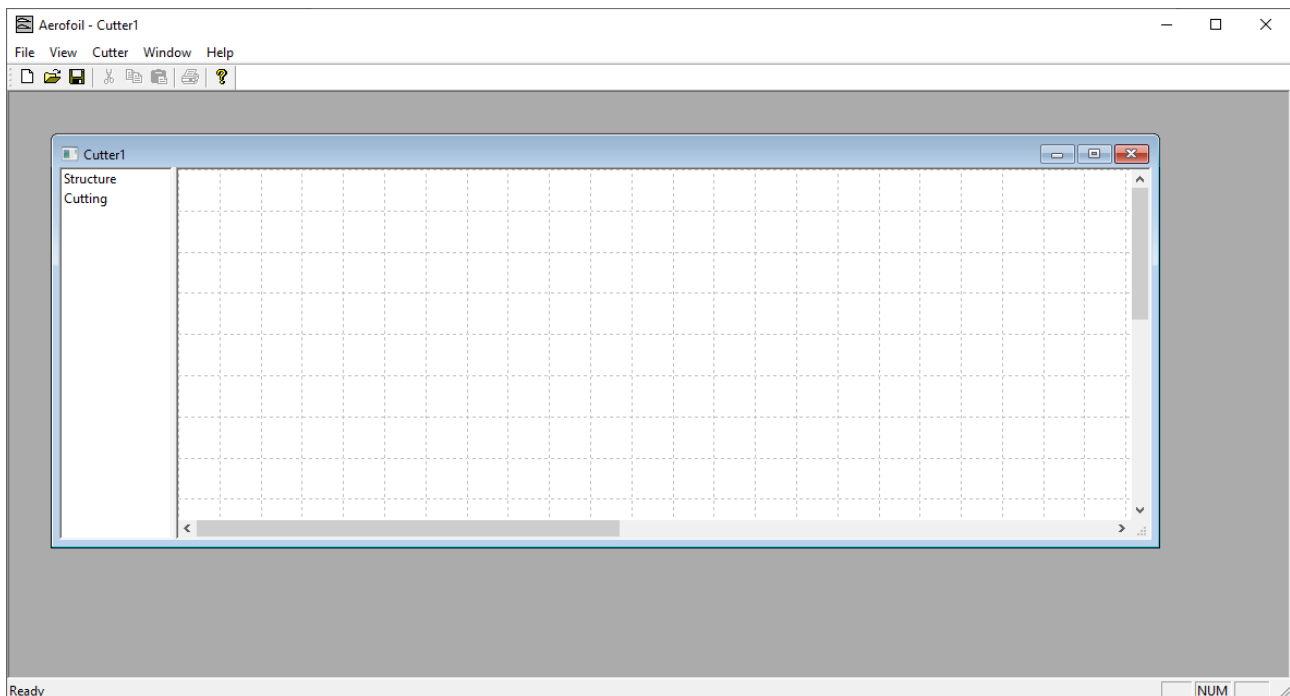 Aerofoil - Cutter1
File View Cutter Window Help
Cutter1
Structure
Cutting
Ready
NUM